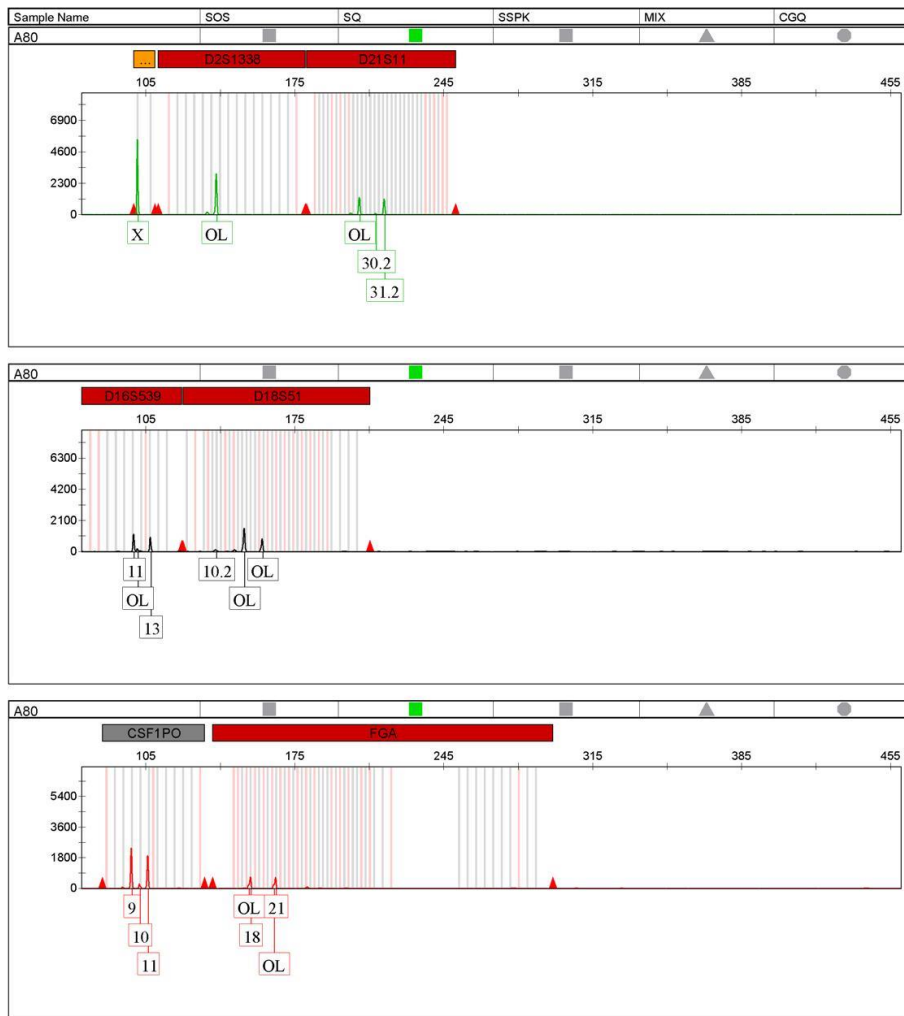 Sample Name SOS SQ SSPK MIX CGQ
A80
... D2S1338 D21S11
105 175 245 315 385 455
6900
4600
2300
0
X OL OL
30.2
31.2
A80
D16S539 D18S51
105 175 245 315 385 455
6300
4200
2100
0
11 10.2 OL
OL OL
13
A80
CSF1PO FGA
105 175 245 315 385 455
5400
3600
1800
0
9 OL 21
10 18
11 OL